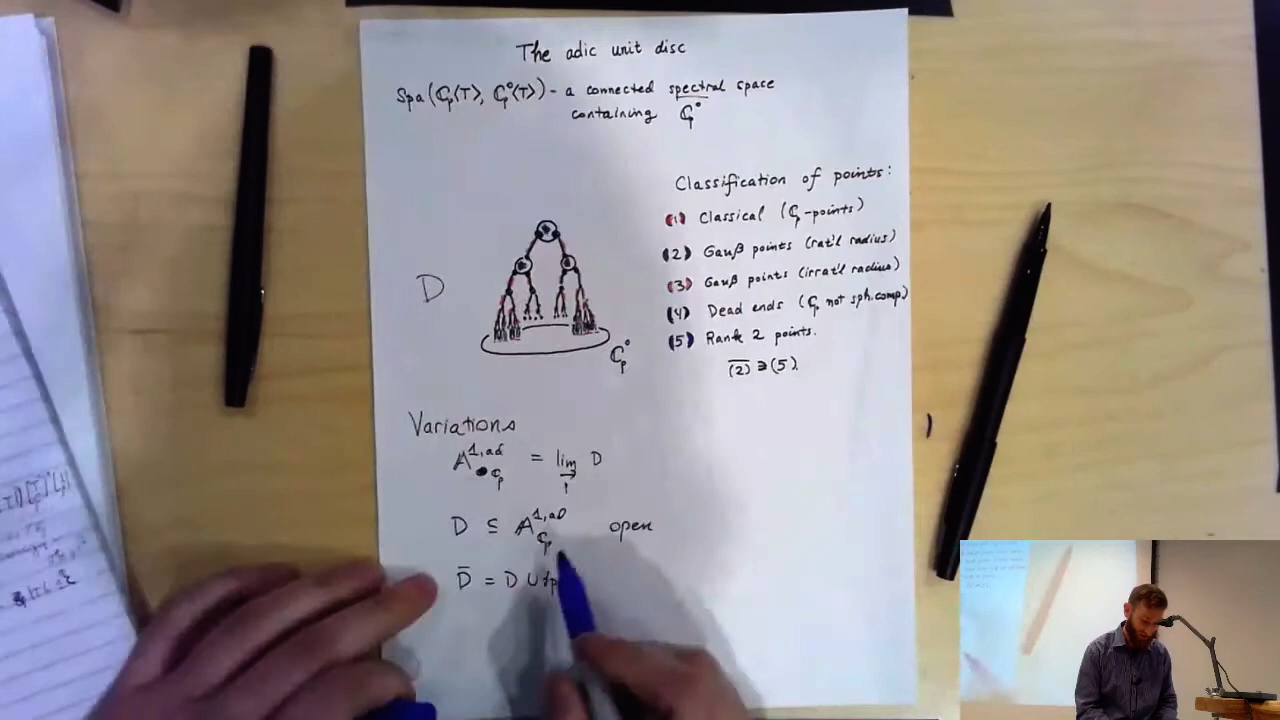 The adic unit disc
Spa(ℂₚ⟨T⟩, ℂₚ°⟨T⟩) - a connected spectral space
containing ℂₚ°
Classification of points:
(1) Classical (ℂₚ-points)
(2) Gauß points (rat'l radius)
(3) Gauß points (irrat'l radius)
(4) Dead ends (ℂₚ not sph. comp)
(5) Rank 2 points.
(2)‾ ∋ (5).
D
ℂₚ°
Variations
𝔸^{1,ad}_{ℂₚ} = lim→ₚ D
D ⊆ 𝔸^{1,ad}_{ℂₚ} open
D̄ = D ∪ {p